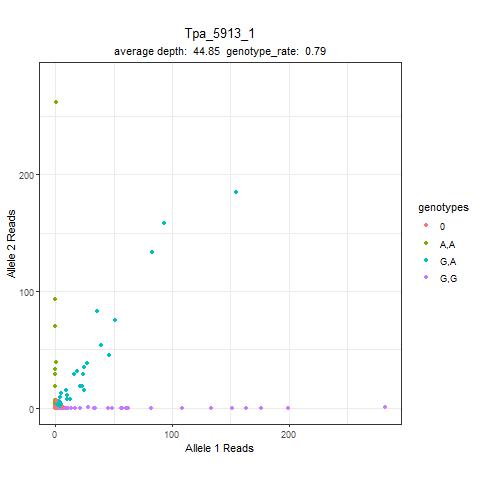 Tpa_5913_1
average depth: 44.85 genotype_rate: 0.79
Allele 2 Reads
200
100
0
0
100
200
Allele 1 Reads
genotypes
0
A,A
G,A
G,G